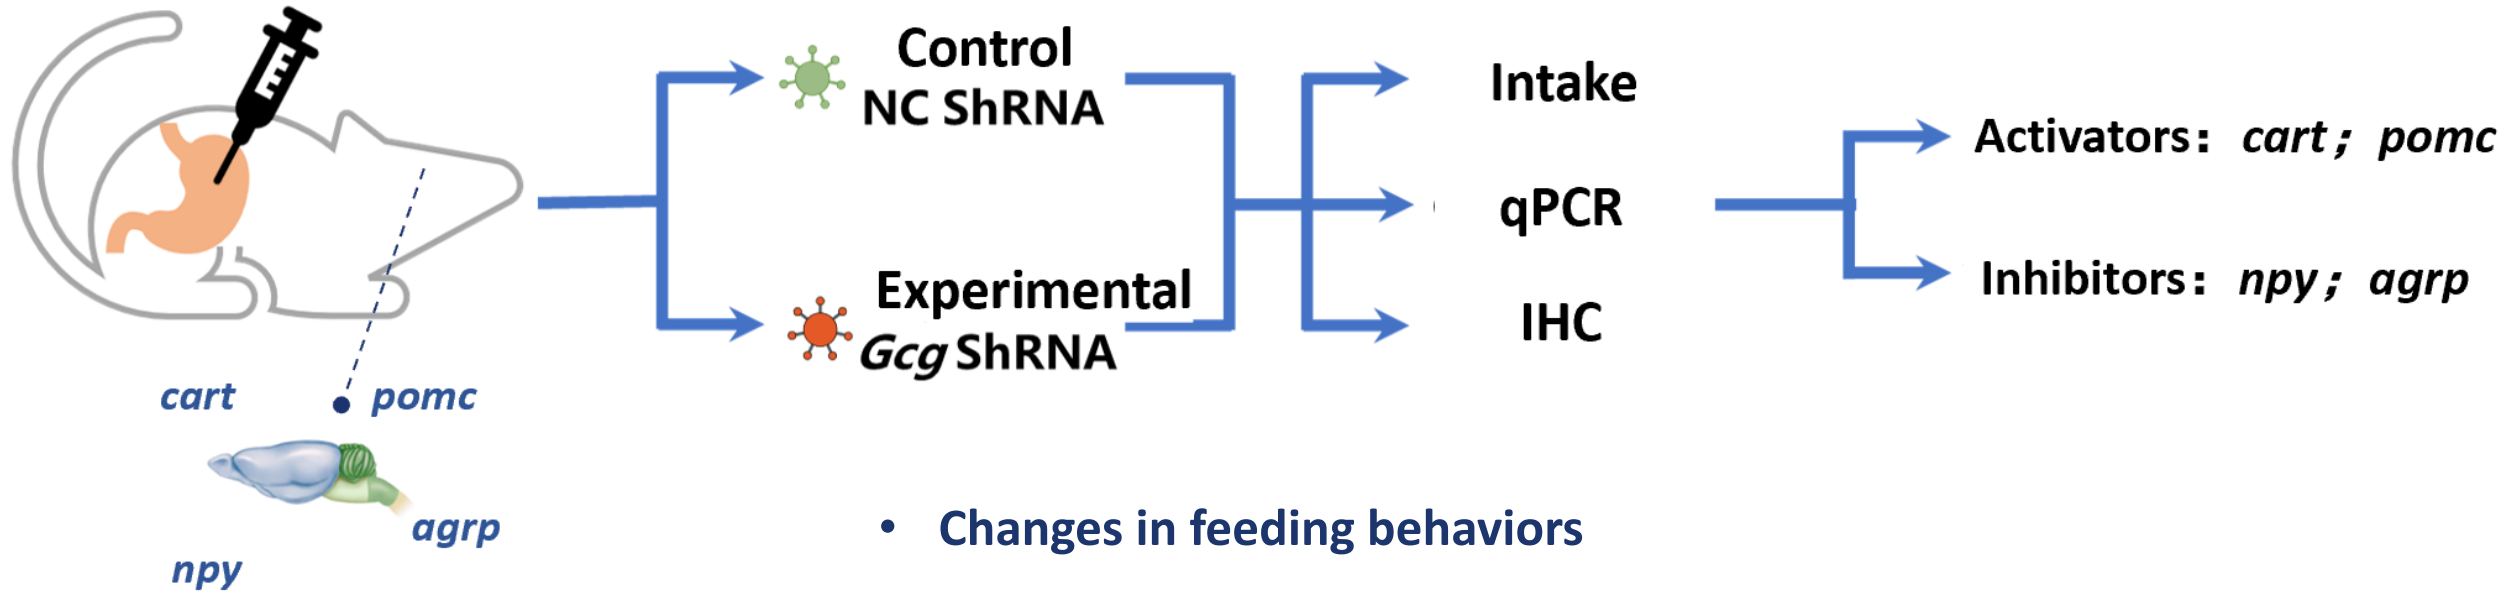 Control
NC ShRNA
Experimental
Gcg ShRNA
Intake
qPCR
IHC
Activators: cart; pomc
Inhibitors: npy; agrp
cart
pomc
agrp
npy
• Changes in feeding behaviors